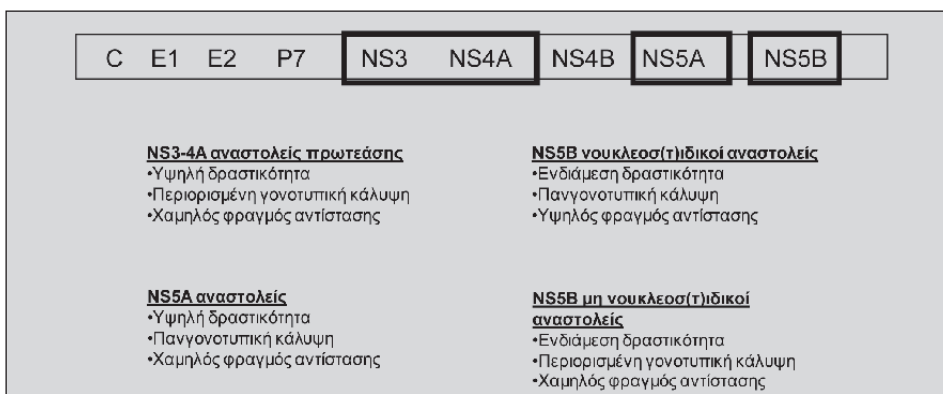 C E1 E2 P7 NS3 NS4A NS4B NS5A NS5B
NS3-4A αναστολείς πρωτεάσης
•Υψηλή δραστικότητα
•Περιορισμένη γονοτυπική κάλυψη
•Χαμηλός φραγμός αντίστασης
NS5B νουκλεοσ(τ)ιδικοί αναστολείς
•Ενδιάμεση δραστικότητα
•Πανγονοτυπική κάλυψη
•Υψηλός φραγμός αντίστασης
NS5A αναστολείς
•Υψηλή δραστικότητα
•Πανγονοτυπική κάλυψη
•Χαμηλός φραγμός αντίστασης
NS5B μη νουκλεοσ(τ)ιδικοί
αναστολείς
•Ενδιάμεση δραστικότητα
•Περιορισμένη γονοτυπική κάλυψη
•Χαμηλός φραγμός αντίστασης